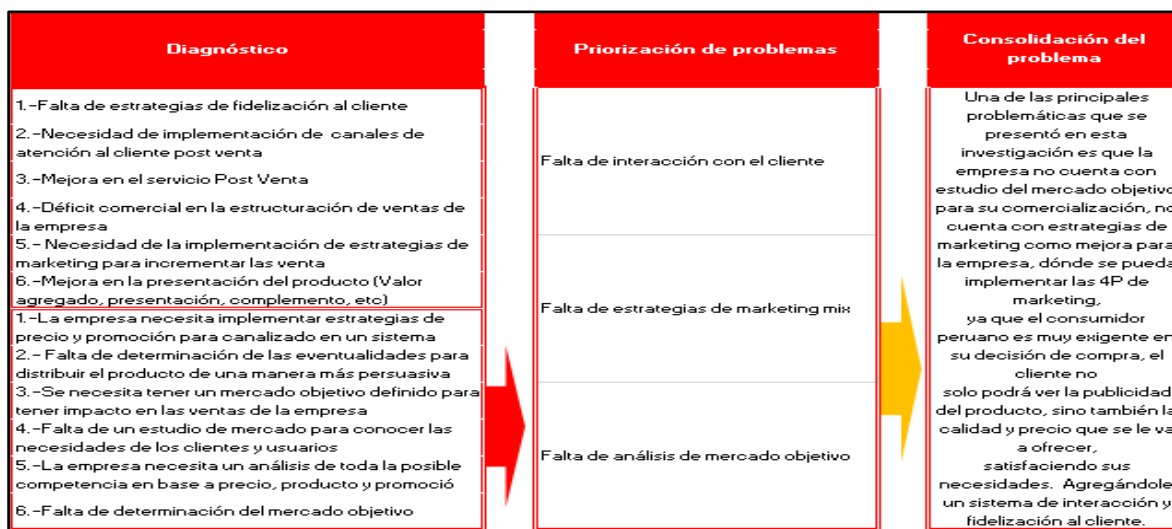 Diagnóstico
1.-Falta de estrategias de fidelización al cliente
2.-Necesidad de implementación de canales de
atención al cliente post venta
3.-Mejora en el servicio Post Venta
4.-Déficit comercial en la estructuración de ventas de
la empresa
5.- Necesidad de la implementación de estrategias de
marketing para incrementar las venta
6.-Mejora en la presentación del producto (Valor
agregado, presentación, complemento, etc)
1.-La empresa necesita implementar estrategias de
precio y promoción para canalizado en un sistema
2.- Falta de determinación de las eventualidades para
distribuir el producto de una manera más persuasiva
3.-Se necesita tener un mercado objetivo definido para
tener impacto en las ventas de la empresa
4.-Falta de un estudio de mercado para conocer las
necesidades de los clientes y usuarios
5.-La empresa necesita un análisis de toda la posible
competencia en base a precio, producto y promoció
6.-Falta de determinación del mercado objetivo
Priorización de problemas
Falta de interacción con el cliente
Falta de estrategias de marketing mix
Falta de análisis de mercado objetivo
Consolidación del
problema
Una de las principales
problemáticas que se
presentó en esta
investigación es que la
empresa no cuenta con
estudio del mercado objetivo
para su comercialización, no
cuenta con estrategias de
marketing como mejora para
la empresa, dónde se pueda
implementar las 4P de
marketing,
ya que el consumidor
peruano es muy exigente en
su decisión de compra, el
cliente no
solo podrá ver la publicidad
del producto, sino también la
calidad y precio que se le va
a ofrecer,
satisfaciendo sus
necesidades. Agregándole
un sistema de interacción y
fidelización al cliente.